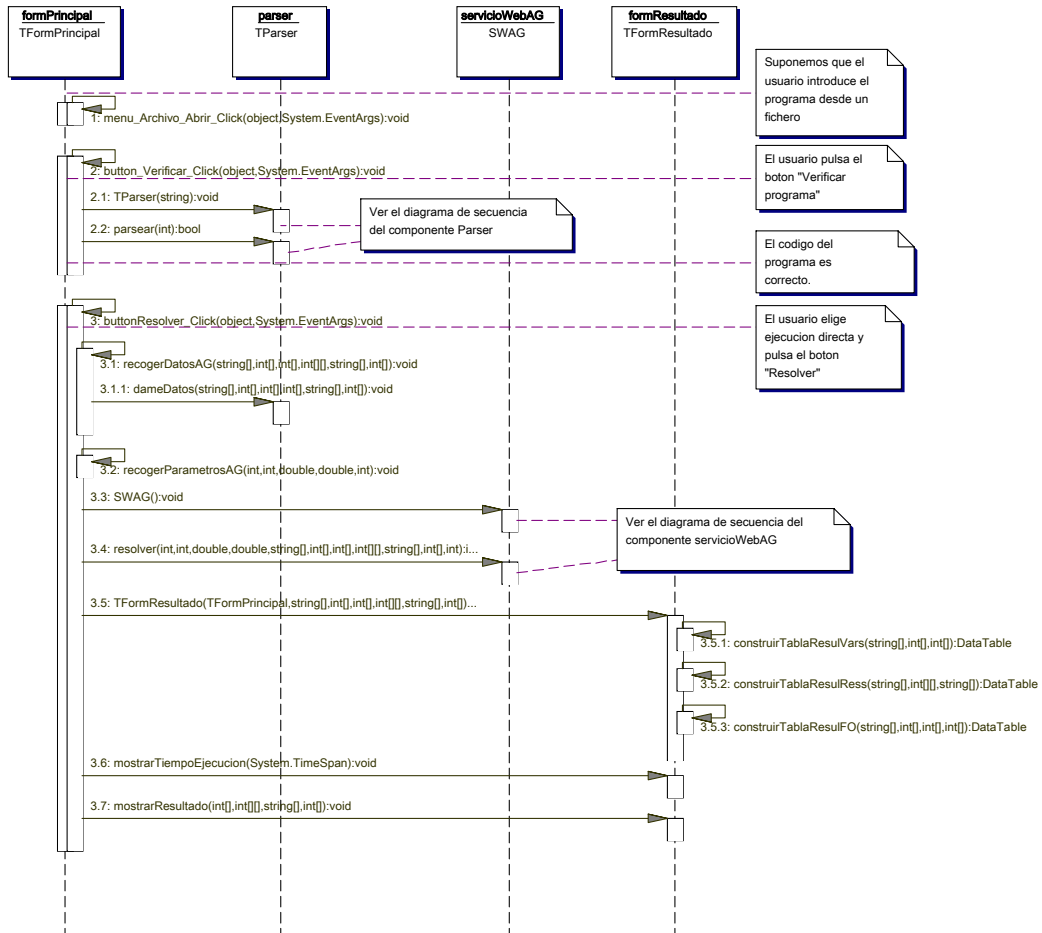 formPrincipal
TFormPrincipal
parser
TParser
servicioWebAG
SWAG
formResultado
TFormResultado
Suponemos que el
usuario introduce el
programa desde un
fichero
1: menu_Archivo_Abrir_Click(object,System.EventArgs):void
El usuario pulsa el
boton "Verificar
programa"
2: button_Verificar_Click(object,System.EventArgs):void
2.1: TParser(string):void
Ver el diagrama de secuencia
del componente Parser
2.2: parsear(int):bool
El codigo del
programa es
correcto.
3: buttonResolver_Click(object,System.EventArgs):void
El usuario elige
ejecucion directa y
pulsa el boton
"Resolver"
3.1: recogerDatosAG(string[],int[],int[],int[][],string[],int[]):void
3.1.1: dameDatos(string[],int[],int[],int[],string[],int[]):void
3.2: recogerParametrosAG(int,int,double,double,int):void
3.3: SWAG():void
Ver el diagrama de secuencia del
componente servicioWebAG
3.4: resolver(int,int,double,double,string[],int[],int[],int[][],string[],int[],int):i...
3.5: TFormResultado(TFormPrincipal,string[],int[],int[],int[][],string[],int[])...
3.5.1: construirTablaResulVars(string[],int[],int[]):DataTable
3.5.2: construirTablaResulRess(string[],int[][],string[]):DataTable
3.5.3: construirTablaResulFO(string[],int[],int[],int[]):DataTable
3.6: mostrarTiempoEjecucion(System.TimeSpan):void
3.7: mostrarResultado(int[],int[][],string[],int[]):void